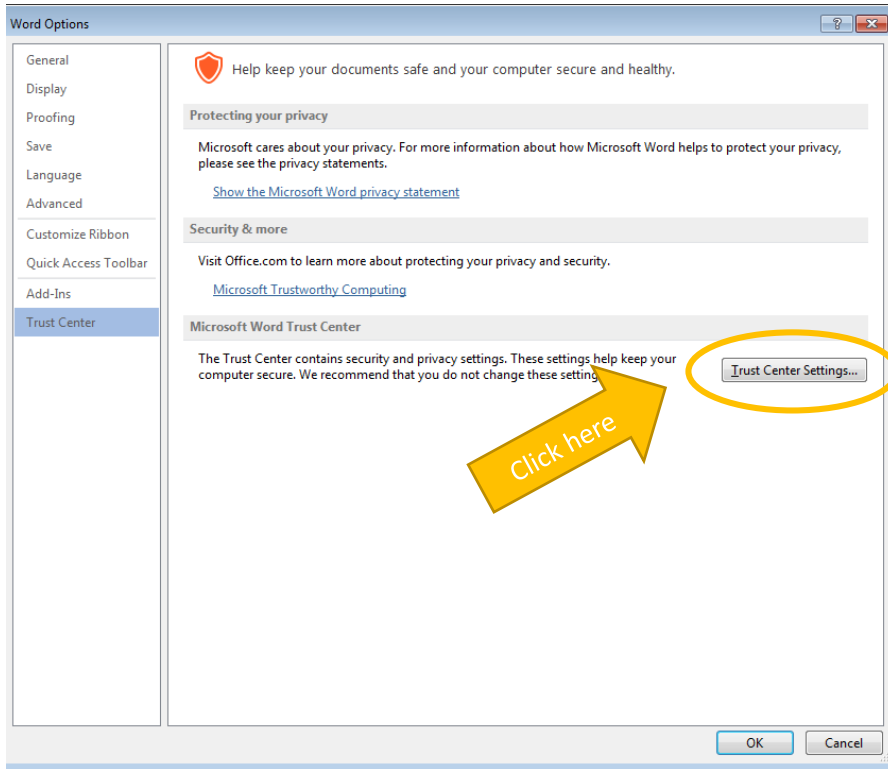 Word Options
General
Display
Proofing
Save
Language
Advanced
Customize Ribbon
Quick Access Toolbar
Add-Ins
Trust Center
Help keep your documents safe and your computer secure and healthy.
Protecting your privacy
Microsoft cares about your privacy. For more information about how Microsoft Word helps to protect your privacy,
please see the privacy statements.
Show the Microsoft Word privacy statement
Security & more
Visit Office.com to learn more about protecting your privacy and security.
Microsoft Trustworthy Computing
Microsoft Word Trust Center
The Trust Center contains security and privacy settings. These settings help keep your
computer secure. We recommend that you do not change these setting
Trust Center Settings...
Click here
OK
Cancel